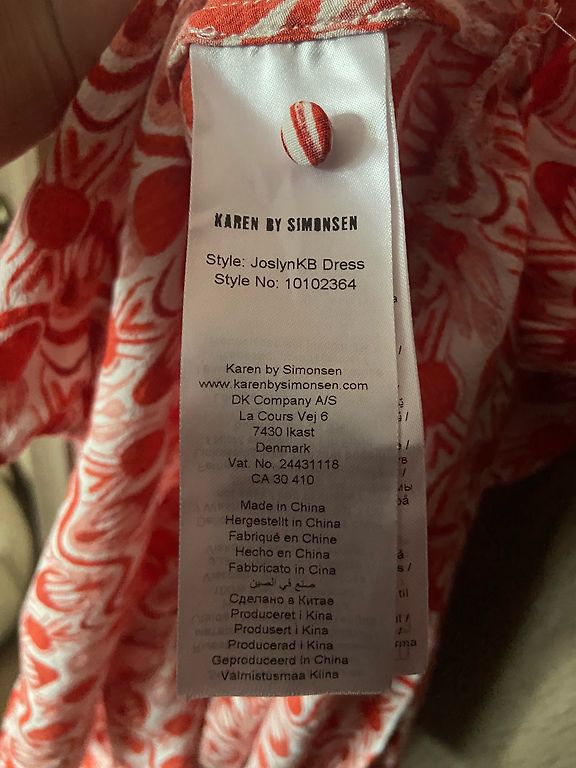 KAREN BY SIMONSEN
Style: JoslynKB Dress
Style No: 10102364
Karen by Simonsen
www.karenbysimonsen.com
DK Company A/S
La Cours Vej 6
7430 Ikast
Denmark
Vat. No. 24431118
CA 30 410
Made in China
Hergestellt in China
Fabriqué en Chine
Hecho en China
Fabbricato in Cina
صنع في الصين
Сделано в Китае
Produceret i Kina
Produsert i Kina
Producerad i Kina
Geproduceerd in China
Valmistusmaa Kiina